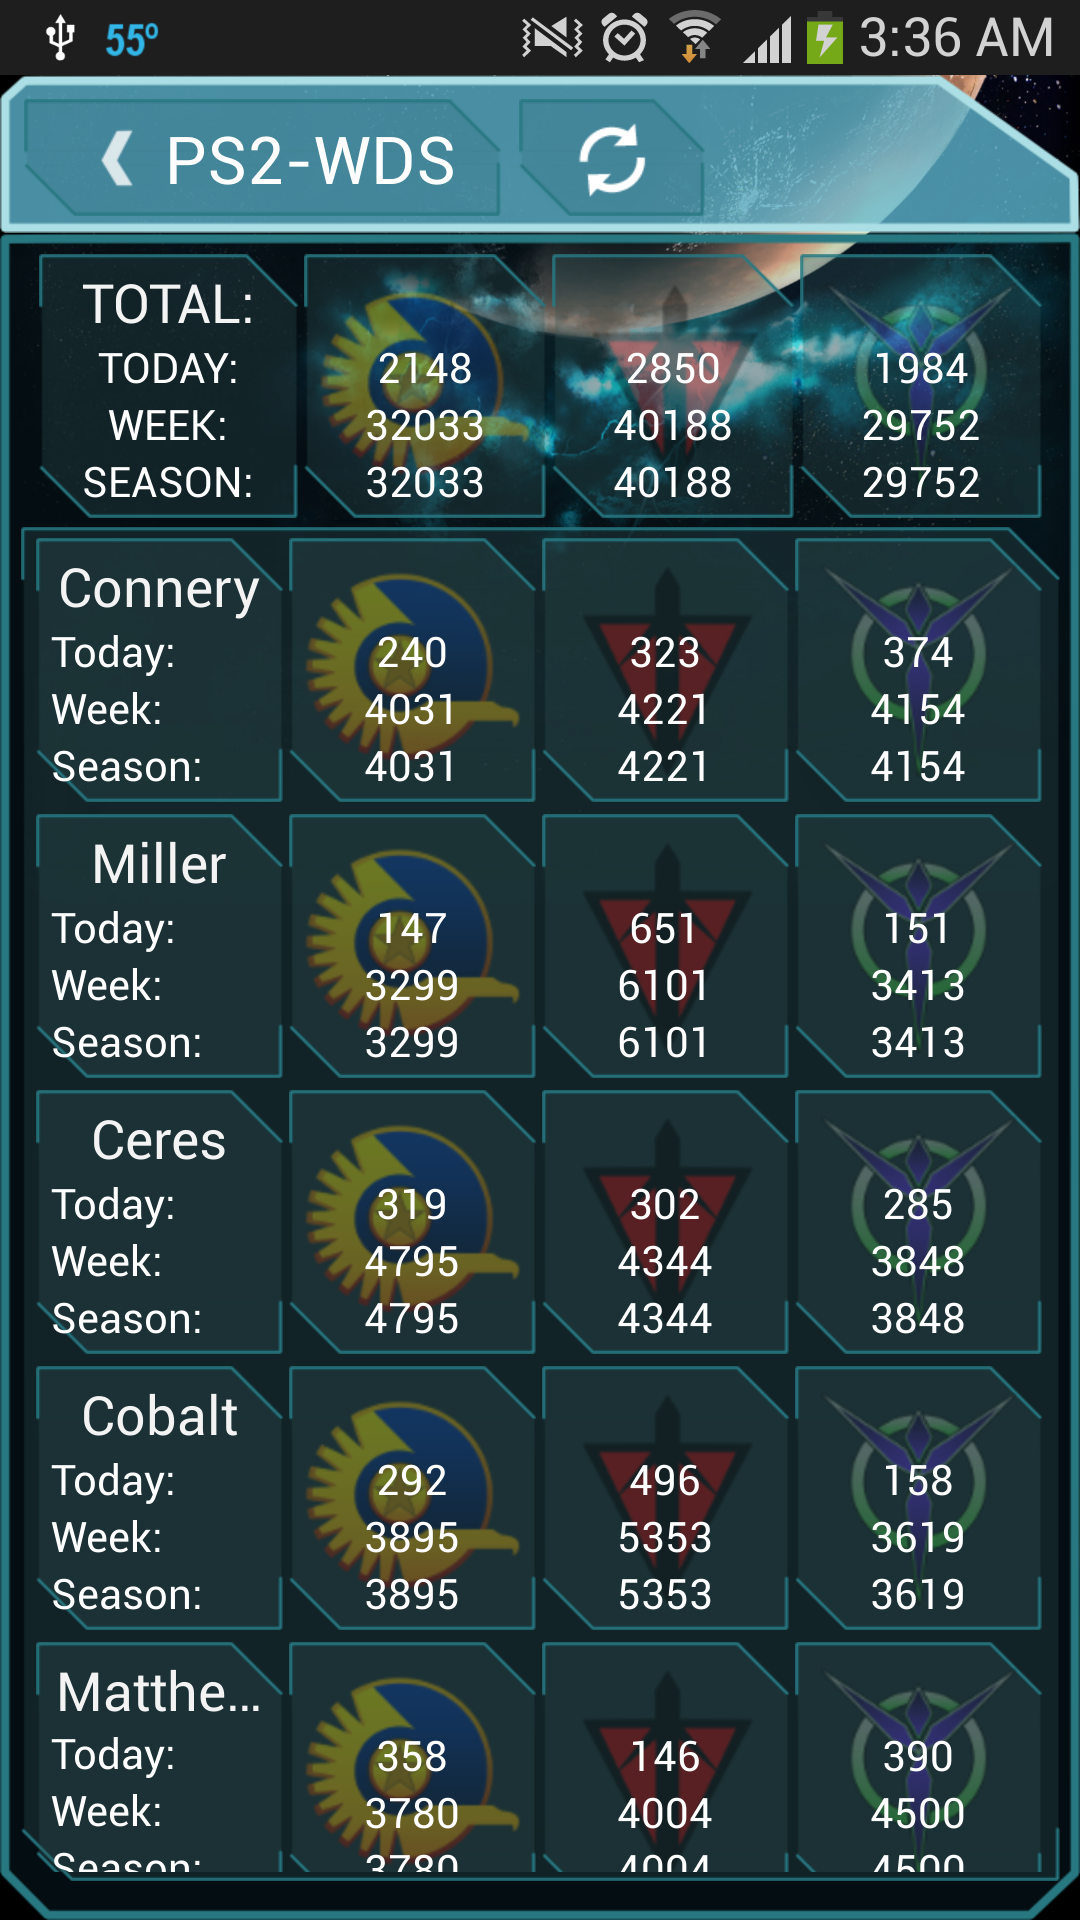 55° 3:36 AM
PS2-WDS
TOTAL:
TODAY: 2148 2850 1984
WEEK: 32033 40188 29752
SEASON: 32033 40188 29752
Connery
Today: 240 323 374
Week: 4031 4221 4154
Season: 4031 4221 4154
Miller
Today: 147 651 151
Week: 3299 6101 3413
Season: 3299 6101 3413
Ceres
Today: 319 302 285
Week: 4795 4344 3848
Season: 4795 4344 3848
Cobalt
Today: 292 496 158
Week: 3895 5353 3619
Season: 3895 5353 3619
Matthe...
Today: 358 146 390
Week: 3780 4004 4500
Season: 3780 4004 4500